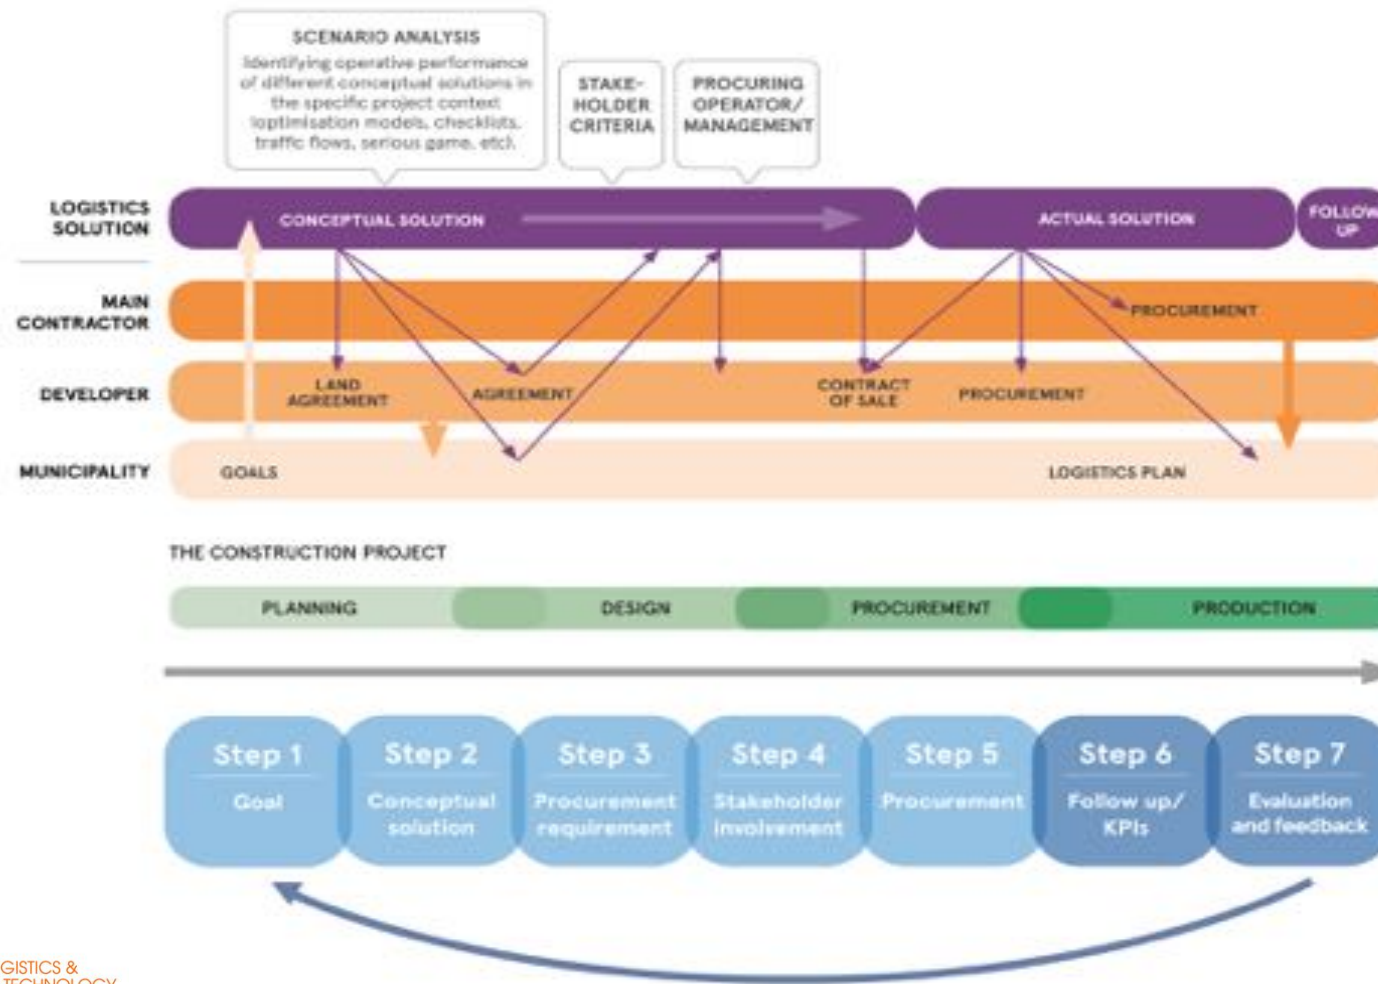 SCENARIO ANALYSIS
Identifying operative performance
of different conceptual solutions in
the specific project context
(optimisation models, checklists,
traffic flows, serious game, etc).
STAKE-
HOLDER
CRITERIA
PROCURING
OPERATOR/
MANAGEMENT
LOGISTICS
SOLUTION
CONCEPTUAL SOLUTION
ACTUAL SOLUTION
FOLLOW
UP
MAIN
CONTRACTOR
PROCUREMENT
DEVELOPER
LAND
AGREEMENT
AGREEMENT
CONTRACT
OF SALE
PROCUREMENT
MUNICIPALITY
GOALS
LOGISTICS PLAN
THE CONSTRUCTION PROJECT
PLANNING
DESIGN
PROCUREMENT
PRODUCTION
Step 1
Goal
Step 2
Conceptual
solution
Step 3
Procurement
requirement
Step 4
Stakeholder
involvement
Step 5
Procurement
Step 6
Follow up/
KPIs
Step 7
Evaluation
and feedback
GISTICS &
TECHNOLOGY